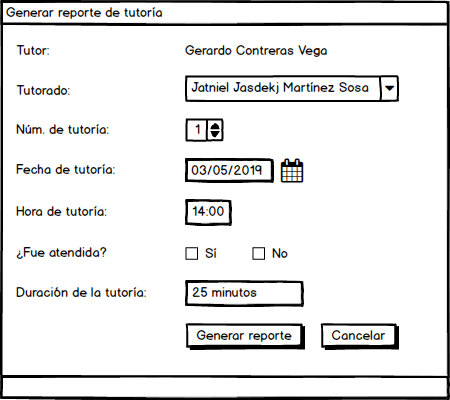 Generar reporte de tutoría
Tutor: Gerardo Contreras Vega
Tutorado: Jatniel Jasdekj Martínez Sosa
Núm. de tutoría: 1
Fecha de tutoría: 03/05/2019
Hora de tutoría: 14:00
¿Fue atendida? Sí No
Duración de la tutoría: 25 minutos
Generar reporte Cancelar